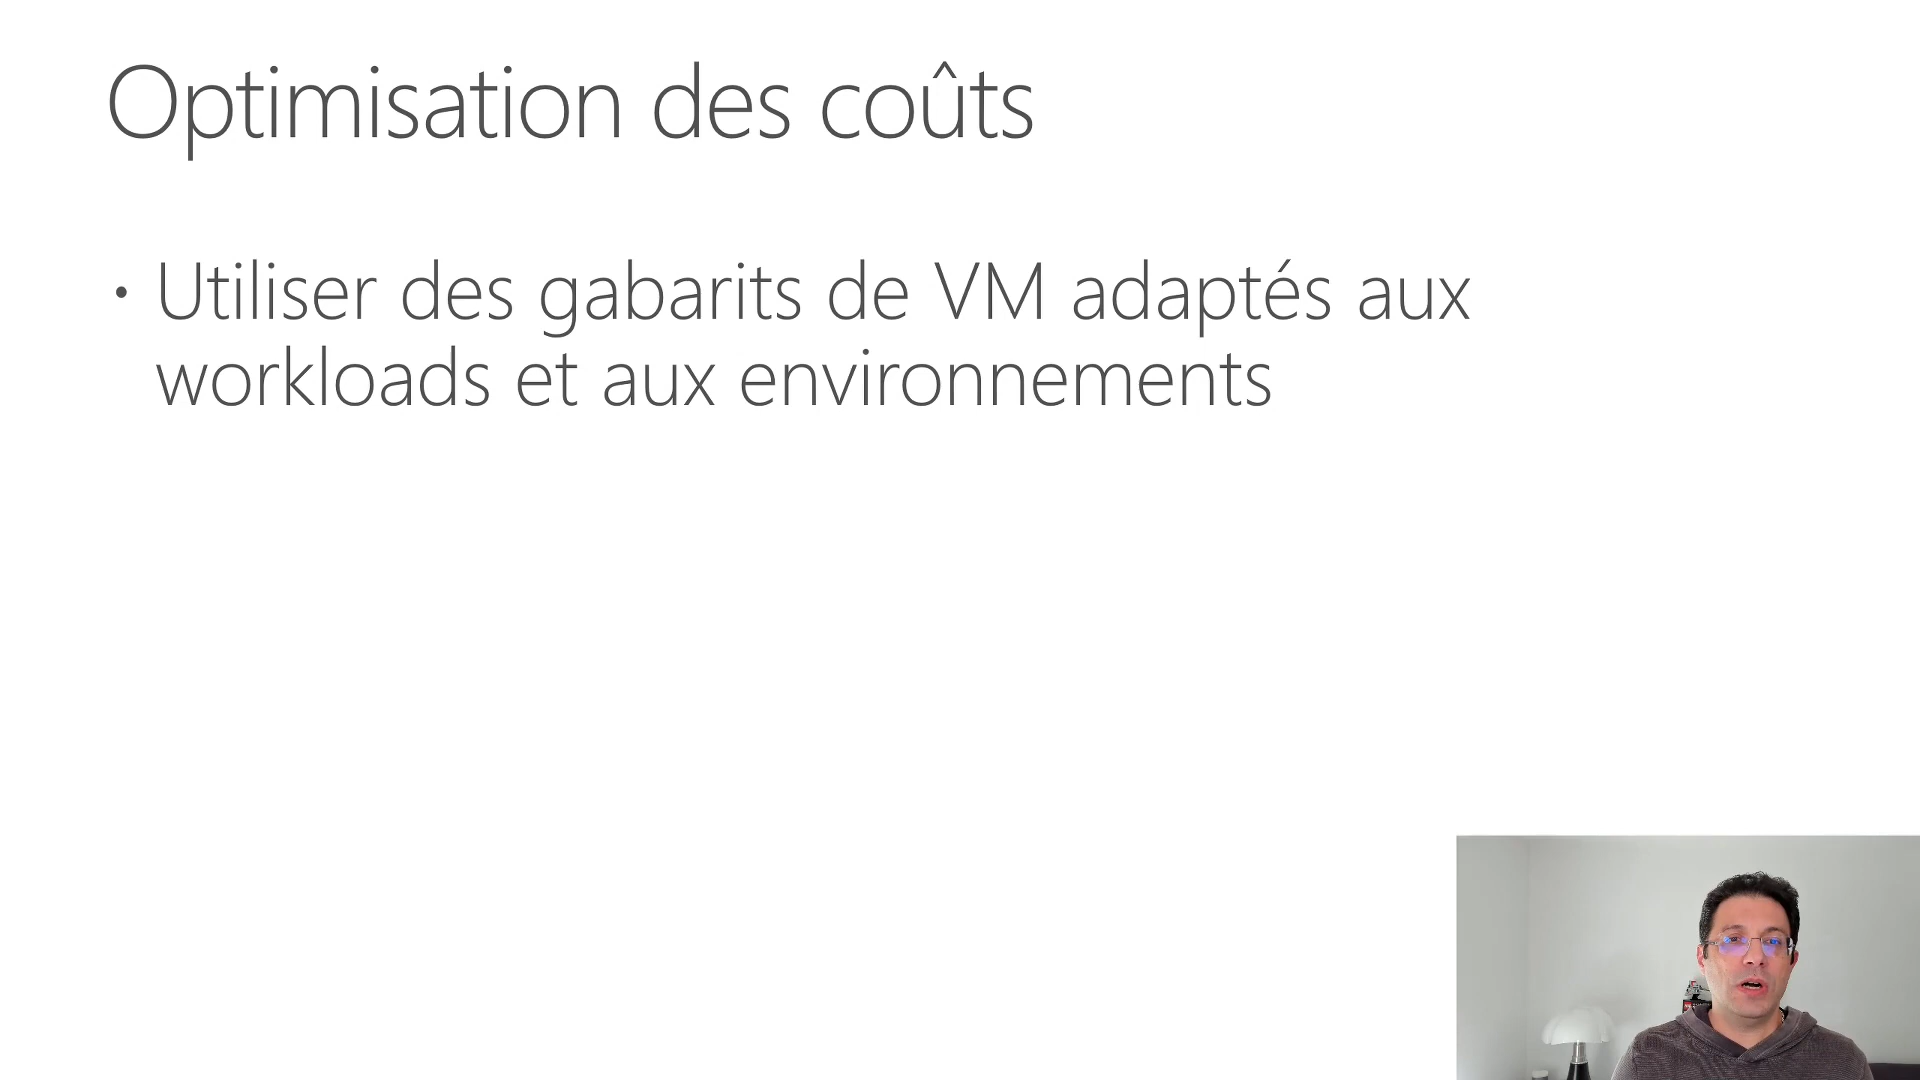 Optimisation des coûts
• Utiliser des gabarits de VM adaptés aux
workloads et aux environnements